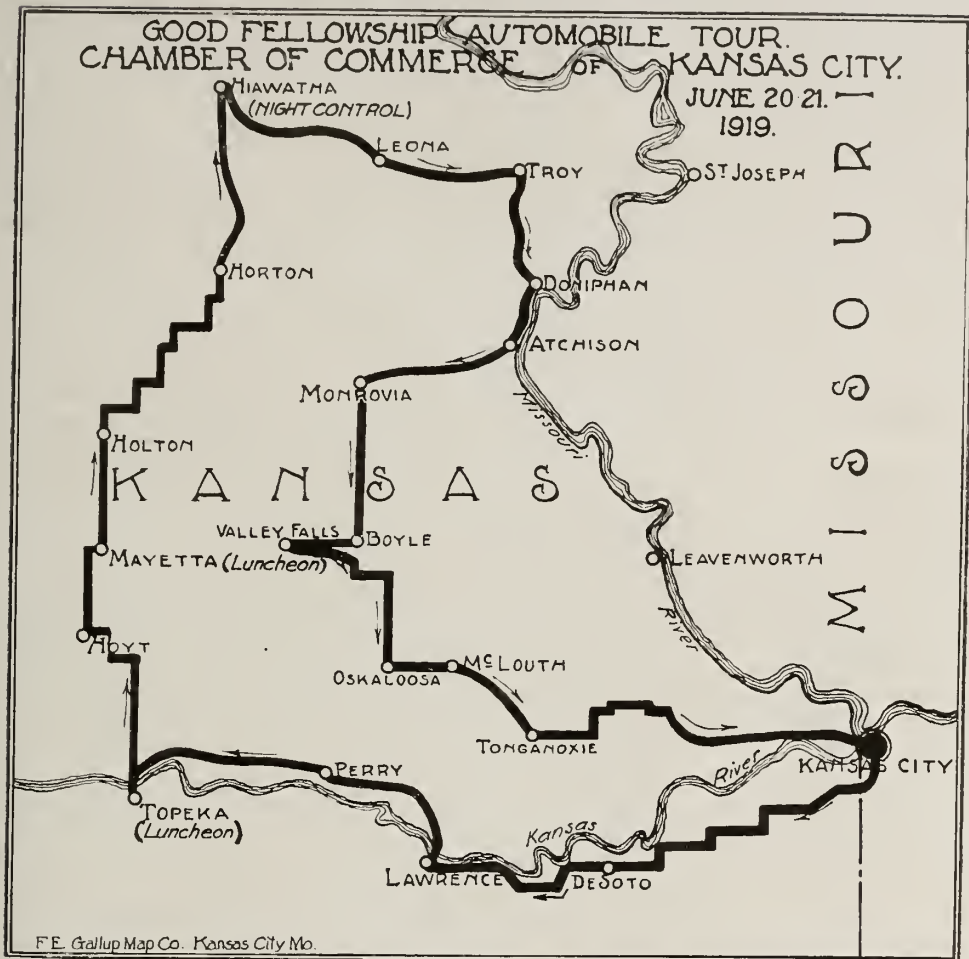 GOOD FELLOWSHIP AUTOMOBILE TOUR.
CHAMBER OF COMMERCE OF KANSAS CITY.
JUNE 20-21.
1919.
HIAWATHA
(NIGHT CONTROL)
LEONA
TROY
ST JOSEPH
HORTON
DONIPHAN
ATCHISON
MONROVIA
Missouri
HOLTON
KANSAS
MISSOURI
VALLEY FALLS
BOYLE
MAYETTA (Luncheon)
LEAVENWORTH
River
HOYT
OSKALOOSA
McLOUTH
TONGANOXIE
KANSAS CITY
River
PERRY
TOPEKA
(Luncheon)
Kansas
LAWRENCE
DESOTO
F.E. Gallup Map Co. Kansas City Mo.